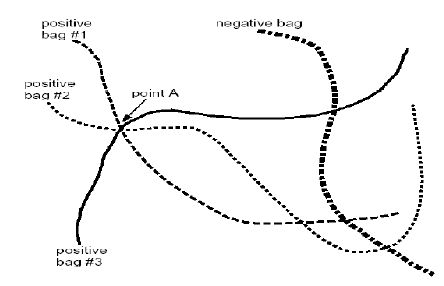 positive
bag #1
negative bag
positive
bag #2
point A
positive
bag #3